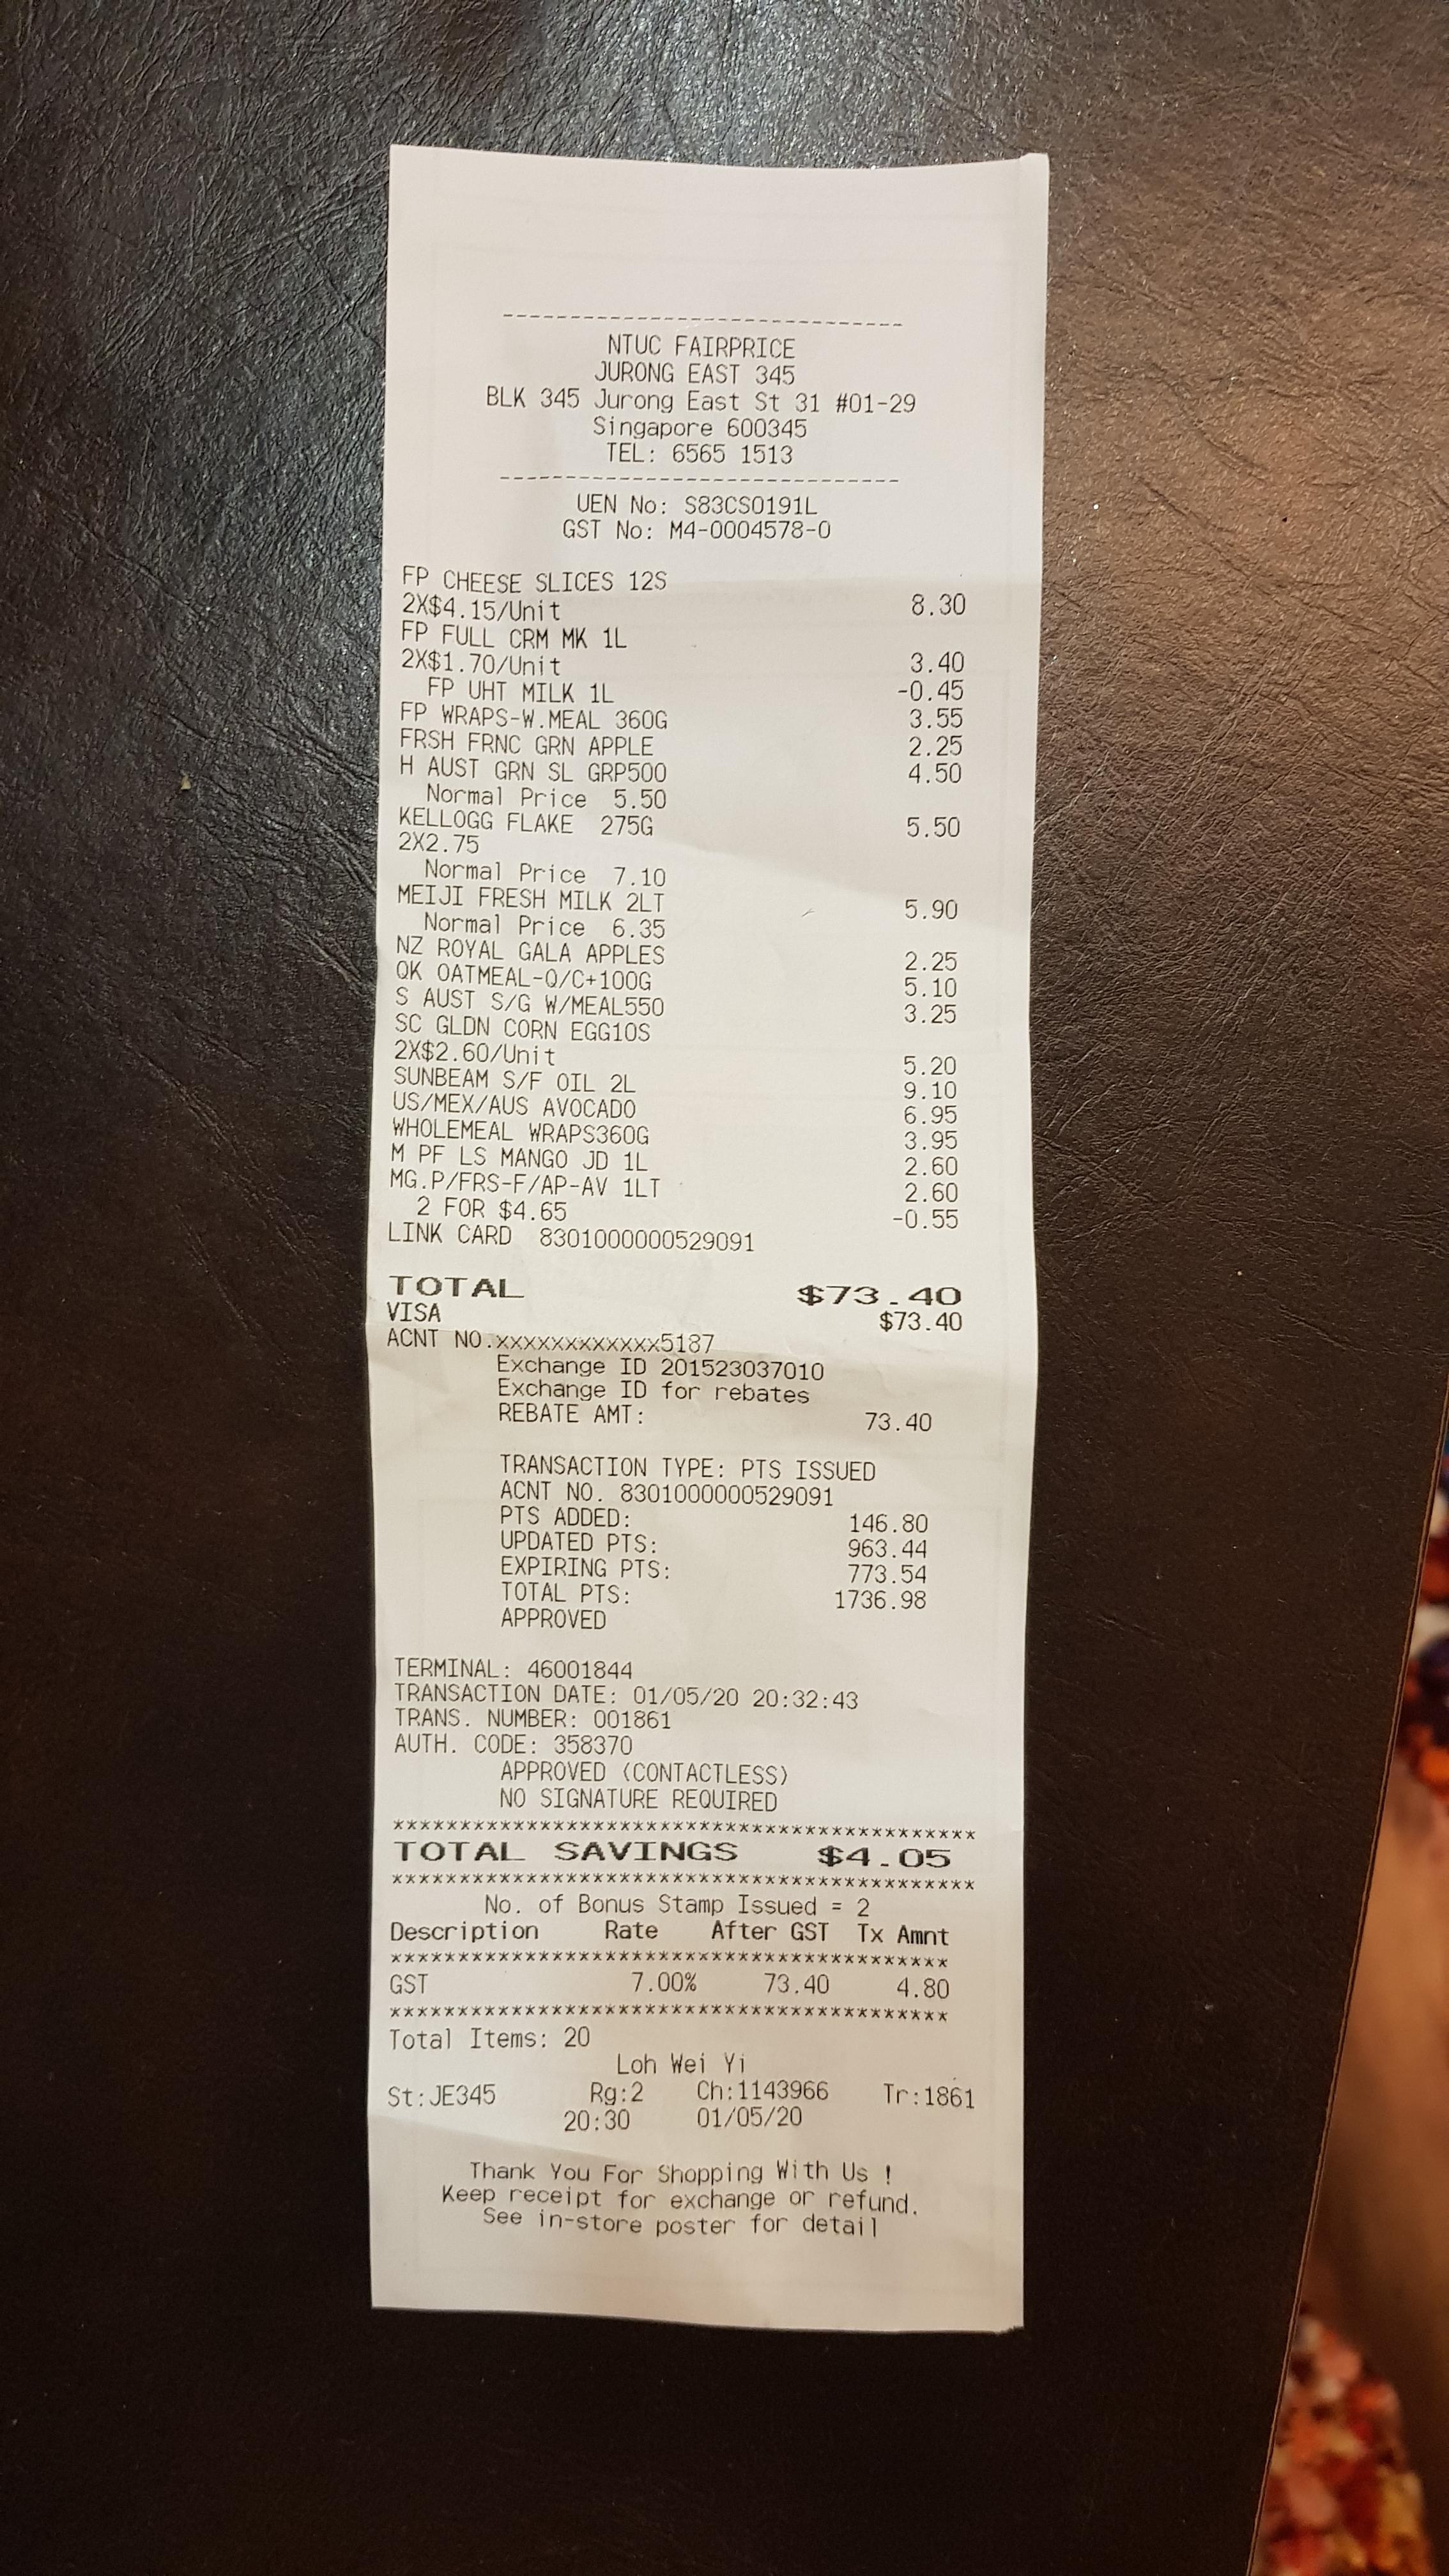 NTUC FAIRPRICE
JURONG EAST 345
BLK 345 Jurong East St 31 #01-29
Singapore 600345
TEL: 6565 1513
UEN No: S83CS0191L
GST No: M4-0004578-0
FP CHEESE SLICES 12S
2X$4.15/Unit 8.30
FP FULL CRM MK 1L
2X$1.70/Unit 3.40
FP UHT MILK 1L -0.45
FP WRAPS-W.MEAL 360G 3.55
FRSH FRNC GRN APPLE 2.25
H AUST GRN SL GRP500 4.50
Normal Price 5.50
KELLOGG FLAKE 275G 5.50
2X2.75
Normal Price 7.10
MEIJI FRESH MILK 2LT 5.90
Normal Price 6.35
NZ ROYAL GALA APPLES 2.25
QK OATMEAL-Q/C+100G 5.10
S AUST S/G W/MEAL550 3.25
SC GLDN CORN EGG10S
2X$2.60/Unit 5.20
SUNBEAM S/F OIL 2L 9.10
US/MEX/AUS AVOCADO 6.95
WHOLEMEAL WRAPS360G 3.95
M PF LS MANGO JD 1L 2.60
MG.P/FRS-F/AP-AV 1LT 2.60
2 FOR $4.65 -0.55
LINK CARD 8301000000529091
TOTAL $73.40
VISA $73.40
ACNT NO.xxxxxxxxxxxx5187
Exchange ID 201523037010
Exchange ID for rebates
REBATE AMT: 73.40
TRANSACTION TYPE: PTS ISSUED
ACNT NO. 8301000000529091
PTS ADDED: 146.80
UPDATED PTS: 963.44
EXPIRING PTS: 773.54
TOTAL PTS: 1736.98
APPROVED
TERMINAL: 46001844
TRANSACTION DATE: 01/05/20 20:32:43
TRANS. NUMBER: 001861
AUTH. CODE: 358370
APPROVED (CONTACTLESS)
NO SIGNATURE REQUIRED
********************************************
TOTAL SAVINGS $4.05
********************************************
No. of Bonus Stamp Issued = 2
Description Rate After GST Tx Amnt
******************************************
GST 7.00% 73.40 4.80
******************************************
Total Items: 20
Loh Wei Yi
St:JE345 Rg:2 Ch:1143966 Tr:1861
20:30 01/05/20
Thank You For Shopping With Us !
Keep receipt for exchange or refund.
See in-store poster for detail